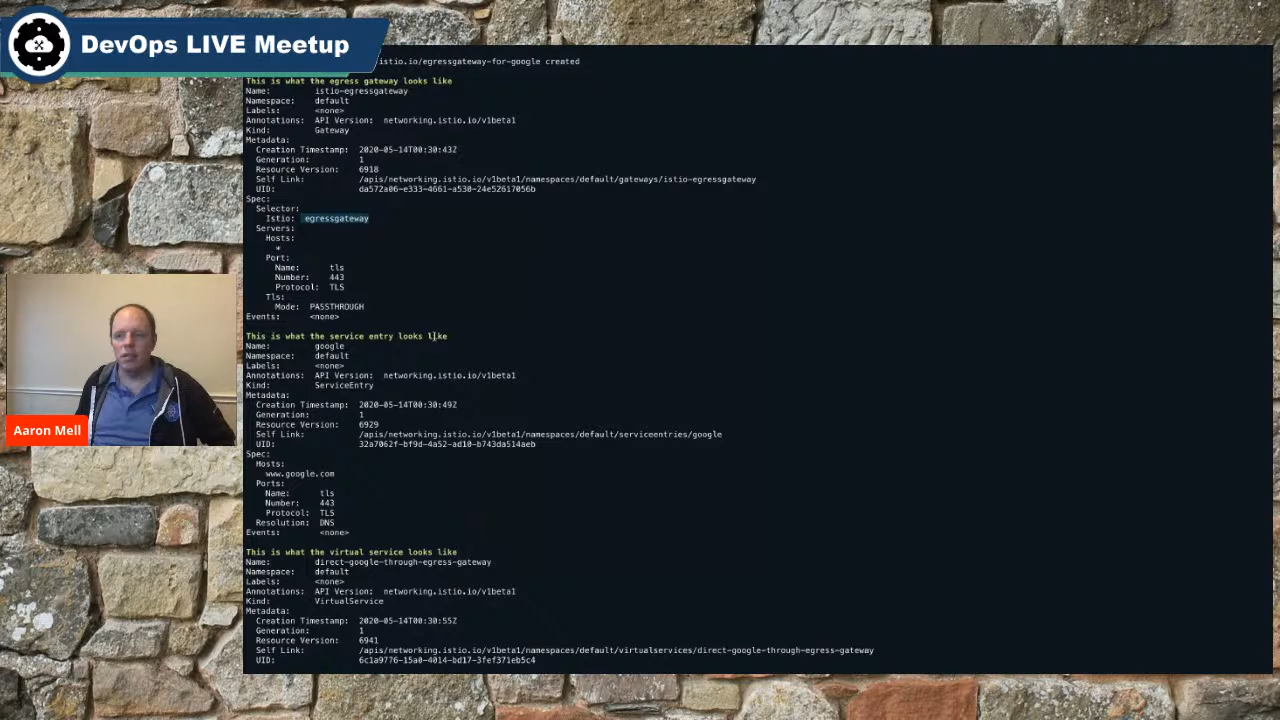 DevOps LIVE Meetup
istio.io/egressgateway-for-google created
This is what the egress gateway looks like
Name: istio-egressgateway
Namespace: default
Labels: <none>
Annotations: API Version: networking.istio.io/v1beta1
Kind: Gateway
Metadata:
Creation Timestamp: 2020-05-14T00:30:43Z
Generation: 1
Resource Version: 6918
Self Link: /apis/networking.istio.io/v1beta1/namespaces/default/gateways/istio-egressgateway
UID: da572a06-e333-4661-a530-24e52617056b
Spec:
Selector:
Istio: egressgateway
Servers:
Hosts:
*
Port:
Name: tls
Number: 443
Protocol: TLS
Tls:
Mode: PASSTHROUGH
Events: <none>
This is what the service entry looks like
Name: google
Namespace: default
Labels: <none>
Annotations: API Version: networking.istio.io/v1beta1
Kind: ServiceEntry
Metadata:
Creation Timestamp: 2020-05-14T00:30:49Z
Generation: 1
Resource Version: 6929
Self Link: /apis/networking.istio.io/v1beta1/namespaces/default/serviceentries/google
UID: 32a7062f-bf9d-4a52-ad10-b743da514aeb
Spec:
Hosts:
www.google.com
Ports:
Name: tls
Number: 443
Protocol: TLS
Resolution: DNS
Events: <none>
This is what the virtual service looks like
Name: direct-google-through-egress-gateway
Namespace: default
Labels: <none>
Annotations: API Version: networking.istio.io/v1beta1
Kind: VirtualService
Metadata:
Creation Timestamp: 2020-05-14T00:30:55Z
Generation: 1
Resource Version: 6941
Self Link: /apis/networking.istio.io/v1beta1/namespaces/default/virtualservices/direct-google-through-egress-gateway
UID: 6c1a9776-15a0-4014-bd17-3fef371eb5c4
Aaron Mell